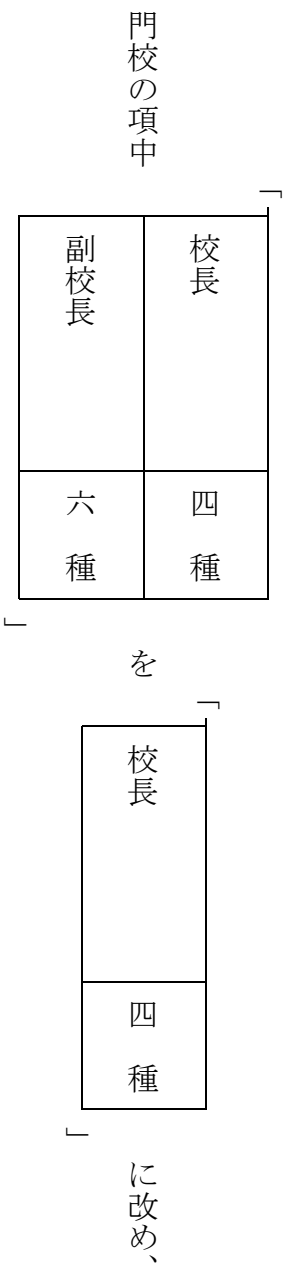 門校の項中
「
校長 四種
副校長 六種
」
を
「
校長 四種
」
に改め、